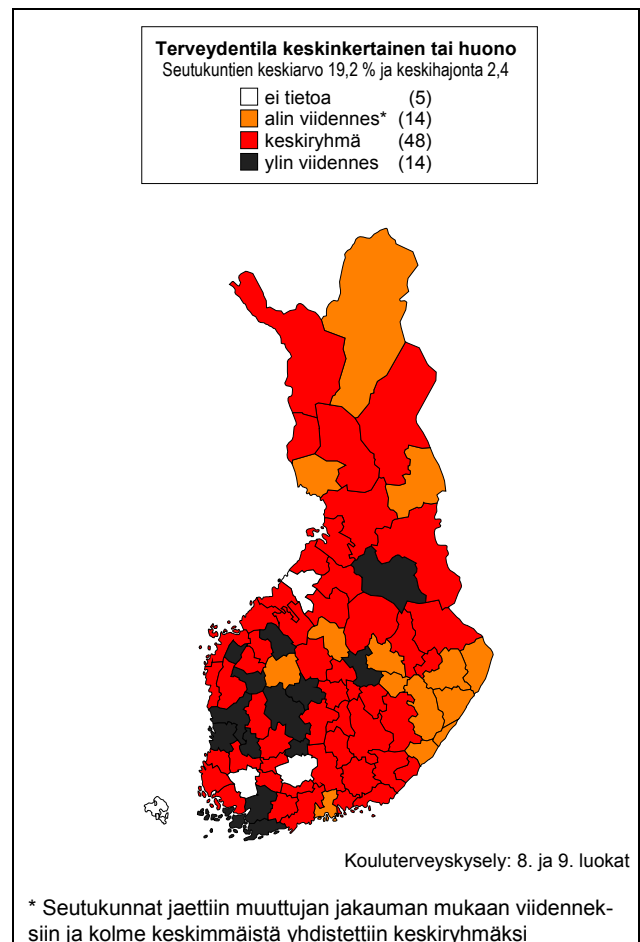 Terveydentila keskinkertainen tai huono
Seutukuntien keskiarvo 19,2 % ja keskihajonta 2,4
ei tietoa (5)
alin viidennes* (14)
keskiryhmä (48)
ylin viidennes (14)
Kouluterveyskysely: 8. ja 9. luokat
* Seutukunnat jaettiin muuttujan jakauman mukaan viidennek-
siin ja kolme keskimmäistä yhdistettiin keskiryhmäksi